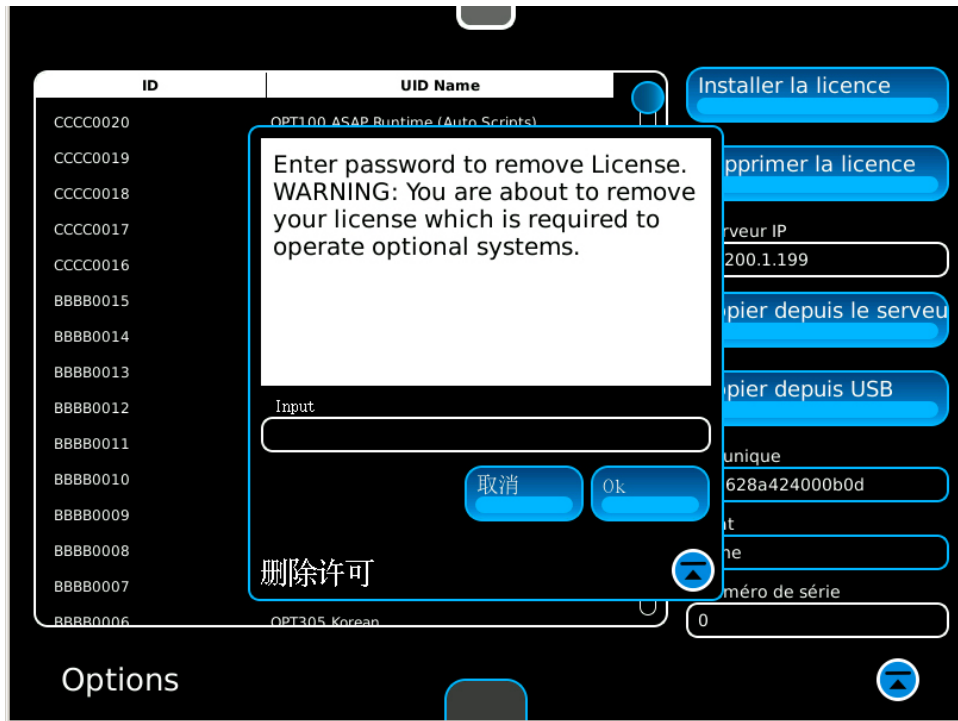 ID UID Name
CCCC0020 OPT100 ASAP Runtime (Auto Scripts)
CCCC0019
CCCC0018
CCCC0017
CCCC0016
BBBB0015
BBBB0014
BBBB0013
BBBB0012
BBBB0011
BBBB0010
BBBB0009
BBBB0008
BBBB0007
BBBB0006 OPT305 Korean
Enter password to remove License.
WARNING: You are about to remove
your license which is required to
operate optional systems.
Input
取消 Ok
删除许可
Installer la licence
pprimer la licence
rveur IP
200.1.199
pier depuis le serveu
pier depuis USB
unique
628a424000b0d
t
ne
méro de série
0
Options